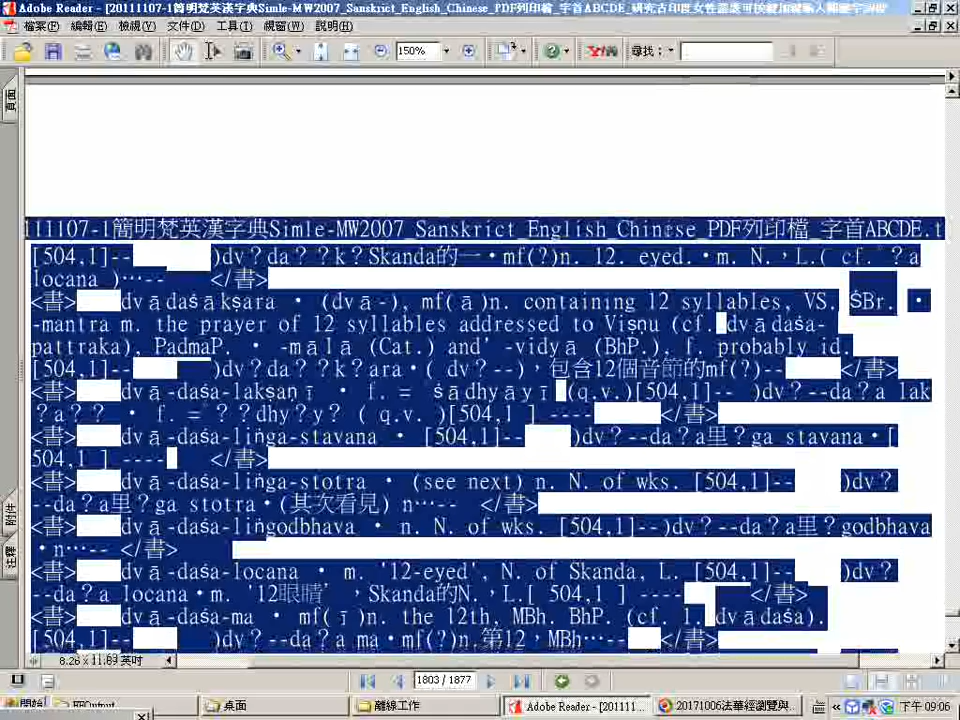 Adobe Reader - [20111107-1簡明梵英漢字典Simle-MW2007_Sanskrict_English_Chinese_PDF列印檔_字首ABCDE_研究古印度女性
檔案(F) 編輯(E) 檢視(V) 文件(D) 工具(T) 視窗(W) 說明(H)
150% 尋找:
頁面
111107-1簡明梵英漢字典Simle-MW2007_Sanskrict_English_Chinese_PDF列印檔_字首ABCDE.t
[504,1]-- )dv?da??k?Skanda的一・mf(?)n. 12. eyed.・m. N,・L.( cf. ?a
locana )…-- </書>
<書> dvādaśākṣara ・ (dvā-), mf(ā)n. containing 12 syllables, VS. ŚBr. ・
-mantra m. the prayer of 12 syllables addressed to Viṣṇu (cf. dvādaśa-
pattraka), PadmaP. ・ -mālā (Cat.) and' -vidyā (BhP.), f. probably id.
[504,1]-- )dv?da??k?ara・( dv?--),包含12個音節的mf(?)-- </書>
<書> dvā-daśa-lakṣaṇī ・ f. = ṣādhyāyī (q.v.)[504,1]-- )dv?--da?a lak
?a?? ・ f. = ??dhy?y? ( q.v. )[504,1 ] ---- </書>
<書> dvā-daśa-liṅga-stavana ・ [504,1]-- )dv?--da?a里?ga stavana・[
504,1 ] ---- </書>
<書> dvā-daśa-liṅga-stotra ・ (see next) n. N. of wks. [504,1]-- )dv?
--da?a里?ga stotra・(其次看見) n…-- </書>
<書> dvā-daśa-liṅgodbhava ・ n. N. of wks. [504,1]--)dv?--da?a里?godbhava
・n…-- </書>
<書> dvā-daśa-locana ・ m. '12-eyed', N. of Skanda, L. [504,1]-- )dv?
--da?a locana・m. '12眼睛' ,Skanda的N.,L.[ 504,1 ] ---- </書>
<書> dvā-daśa-ma ・ mf(ī)n. the 12th, MBh. BhP. (cf. l. dvādaśa).
[504,1]-- )dv?--da?a ma・mf(?)n.第12,MBh…-- </書>
附件
注釋
8.26 x 11.69 英吋
1803 / 1877
開始 桌面 離線工作 Adobe Reader - [201111... 20171006法華經瀏覽與... 下午 09:06